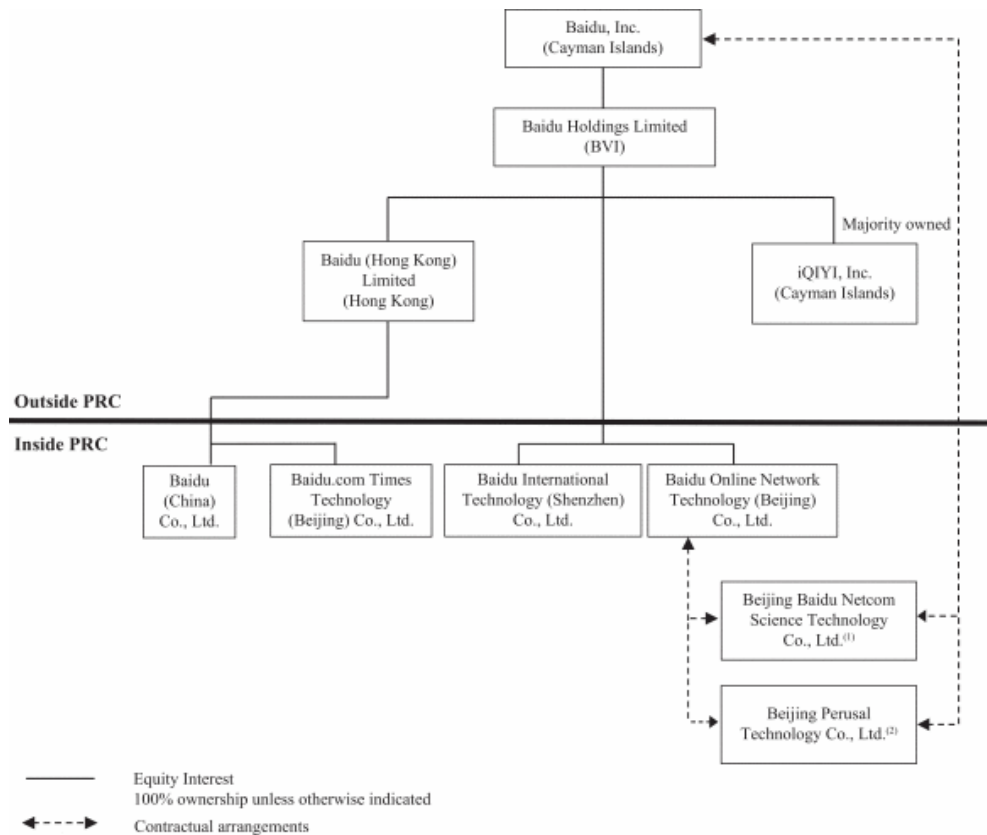 Baidu, Inc.
(Cayman Islands)
Baidu Holdings Limited
(BVI)
Majority owned
Baidu (Hong Kong)
Limited
(Hong Kong)
iQIYI, Inc.
(Cayman Islands)
Outside PRC
Inside PRC
Baidu
(China)
Co., Ltd.
Baidu.com Times
Technology
(Beijing) Co., Ltd.
Baidu International
Technology (Shenzhen)
Co., Ltd.
Baidu Online Network
Technology (Beijing)
Co., Ltd.
Beijing Baidu Netcom
Science Technology
Co., Ltd.(1)
Beijing Perusal
Technology Co., Ltd.(2)
Equity Interest
100% ownership unless otherwise indicated
Contractual arrangements